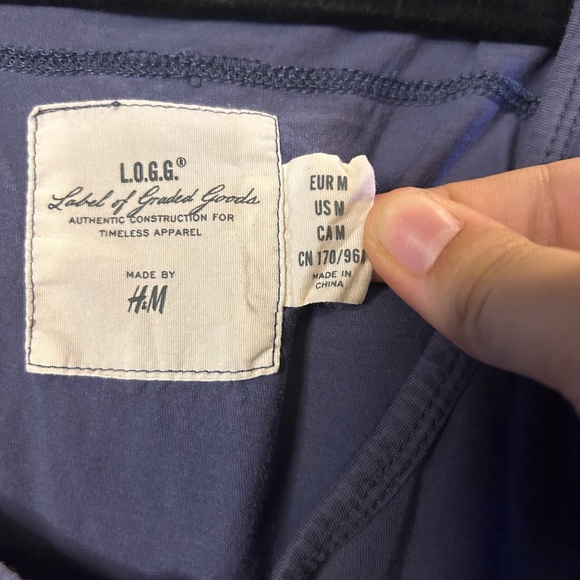 L.O.G.G.®
Label of Graded Goods
AUTHENTIC CONSTRUCTION FOR
TIMELESS APPAREL
MADE BY
H&M
EUR M
US M
CA M
CN 170/96A
MADE IN
CHINA